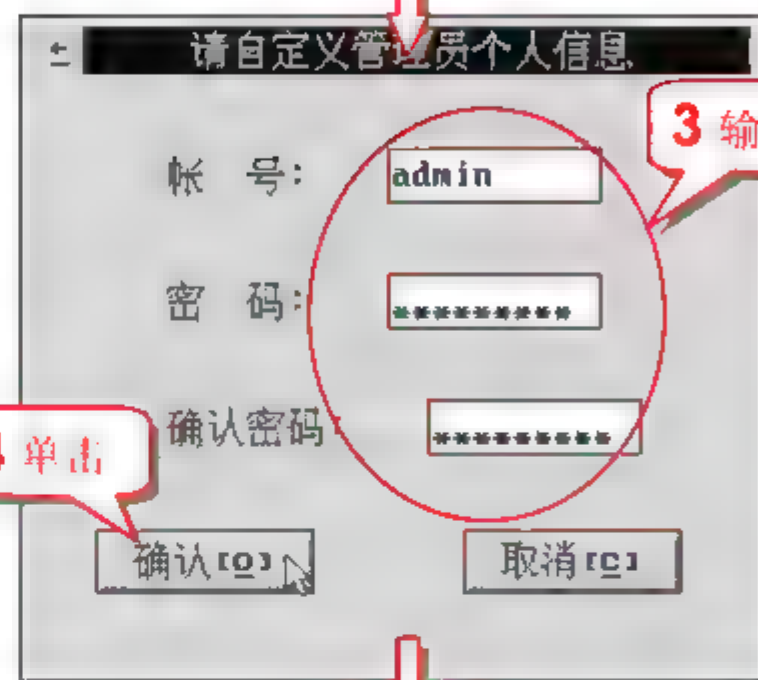 请自定义管理员个人信息
3 输
帐 号: admin
密 码: *********
确认密码: *********
单击
确认[O] 取消[C]